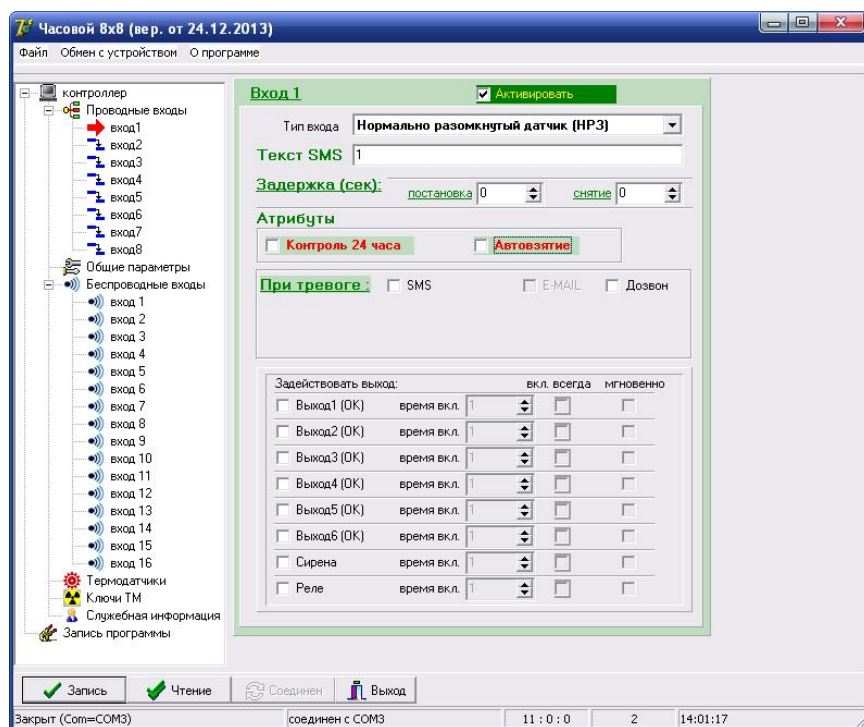 Часовой 8x8 (вер. от 24.12.2013)
Файл Обмен с устройством О программе
контроллер
Проводные входы
вход1
вход2
вход3
вход4
вход5
вход6
вход7
вход8
Общие параметры
Беспроводные входы
вход 1
вход 2
вход 3
вход 4
вход 5
вход 6
вход 7
вход 8
вход 9
вход 10
вход 11
вход 12
вход 13
вход 14
вход 15
вход 16
Термодатчики
Ключи ТМ
Служебная информация
Запись программы
Вход 1 Активировать
Тип входа Нормально разомкнутый датчик (НРЗ)
Текст SMS 1
Задержка (сек): постановка 0 снятие 0
Атрибуты
Контроль 24 часа Автовзятие
При тревоге : SMS E-MAIL Дозвон
Задействовать выход: вкл. всегда мгновенно
Выход1 (ОК) время вкл. 1
Выход2 (ОК) время вкл. 1
Выход3 (ОК) время вкл. 1
Выход4 (ОК) время вкл. 1
Выход5 (ОК) время вкл. 1
Выход6 (ОК) время вкл. 1
Сирена время вкл. 1
Реле время вкл. 1
Запись Чтение Соединен Выход
Закрыт (Com=COM3) соединен с COM3 11 : 0 : 0 2 14:01:17